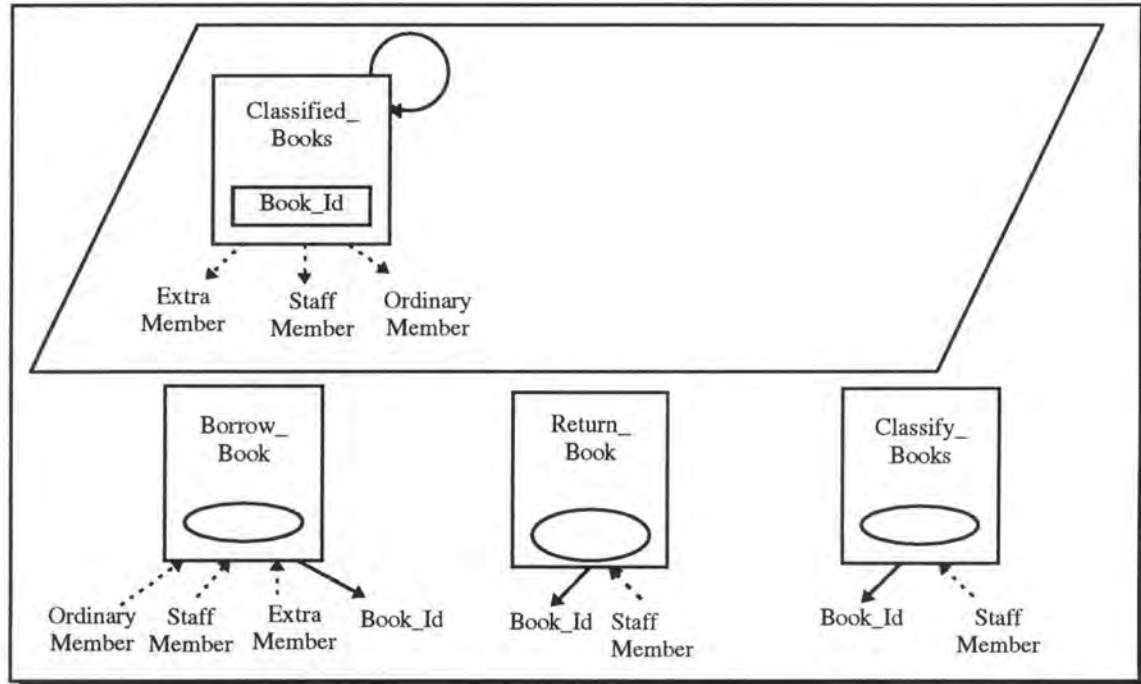 Classified_
Books
Book_Id
Extra
Member
Staff
Member
Ordinary
Member
Borrow_
Book
Ordinary
Member
Staff
Member
Extra
Member
Book_Id
Return_
Book
Book_Id
Staff
Member
Classify_
Books
Book_Id
Staff
Member